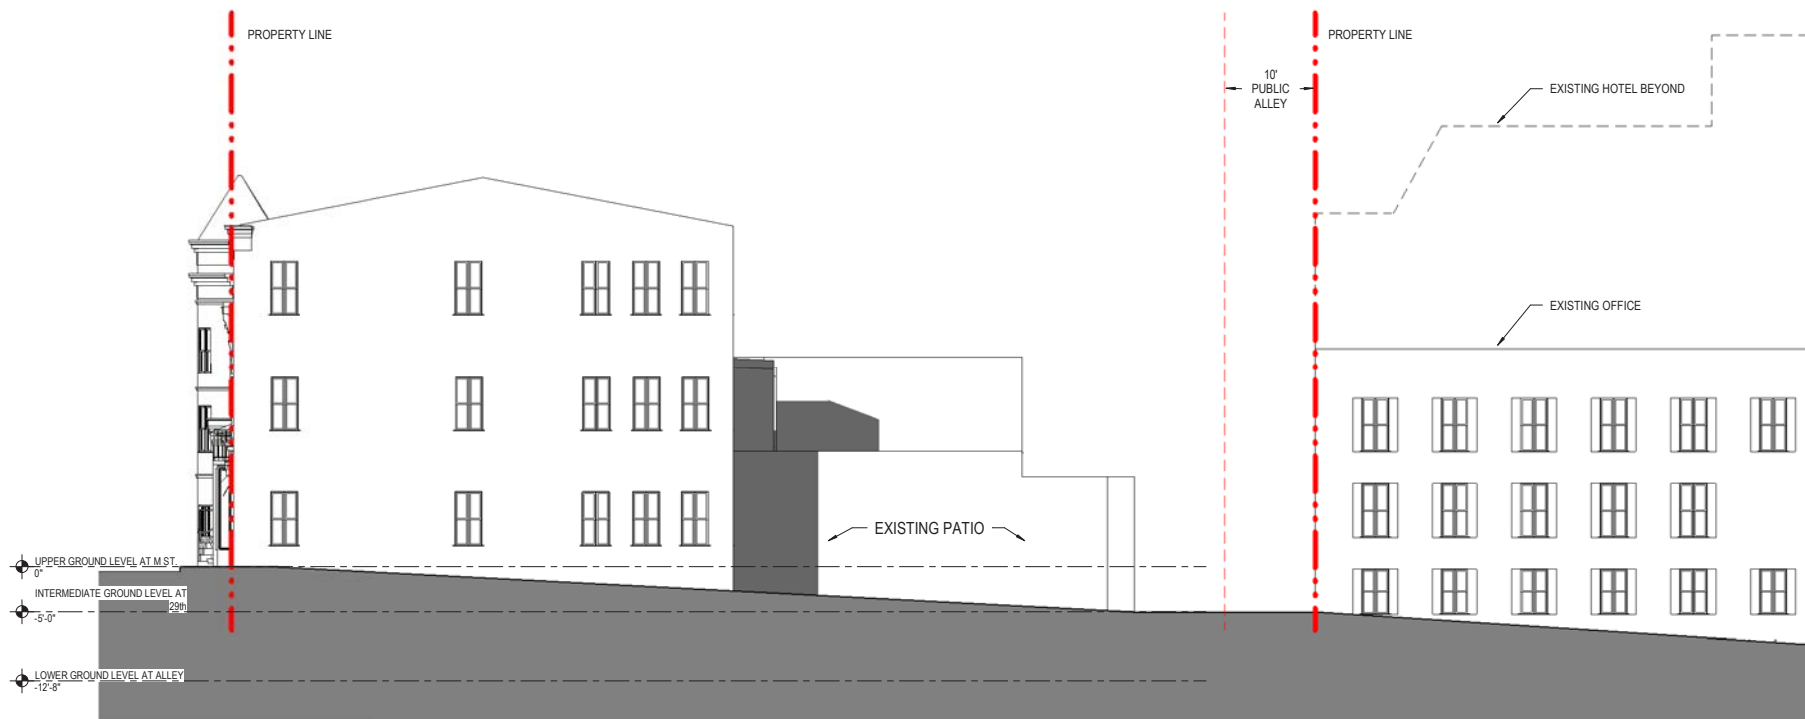 PROPERTY LINE
PROPERTY LINE
10'
PUBLIC
ALLEY
EXISTING HOTEL BEYOND
EXISTING OFFICE
EXISTING PATIO
UPPER GROUND LEVEL AT M ST.
0"
INTERMEDIATE GROUND LEVEL AT
29th
-5'-0"
LOWER GROUND LEVEL AT ALLEY
-12'-8"